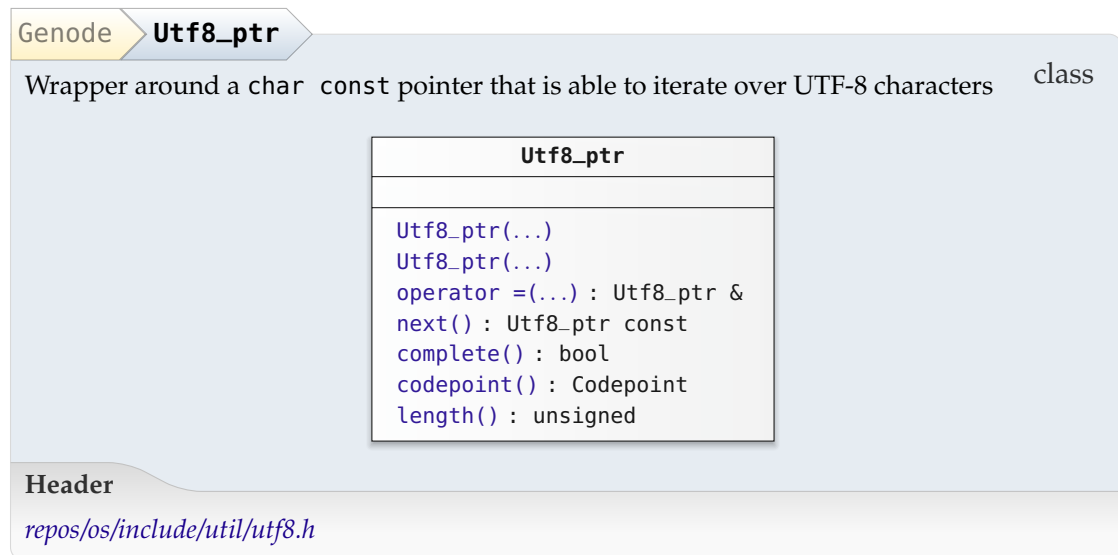 Genode Utf8_ptr
class
Wrapper around a char const pointer that is able to iterate over UTF-8 characters
Utf8_ptr
Utf8_ptr(...)
Utf8_ptr(...)
operator =(...) : Utf8_ptr &
next() : Utf8_ptr const
complete() : bool
codepoint() : Codepoint
length() : unsigned
Header
repos/os/include/util/utf8.h